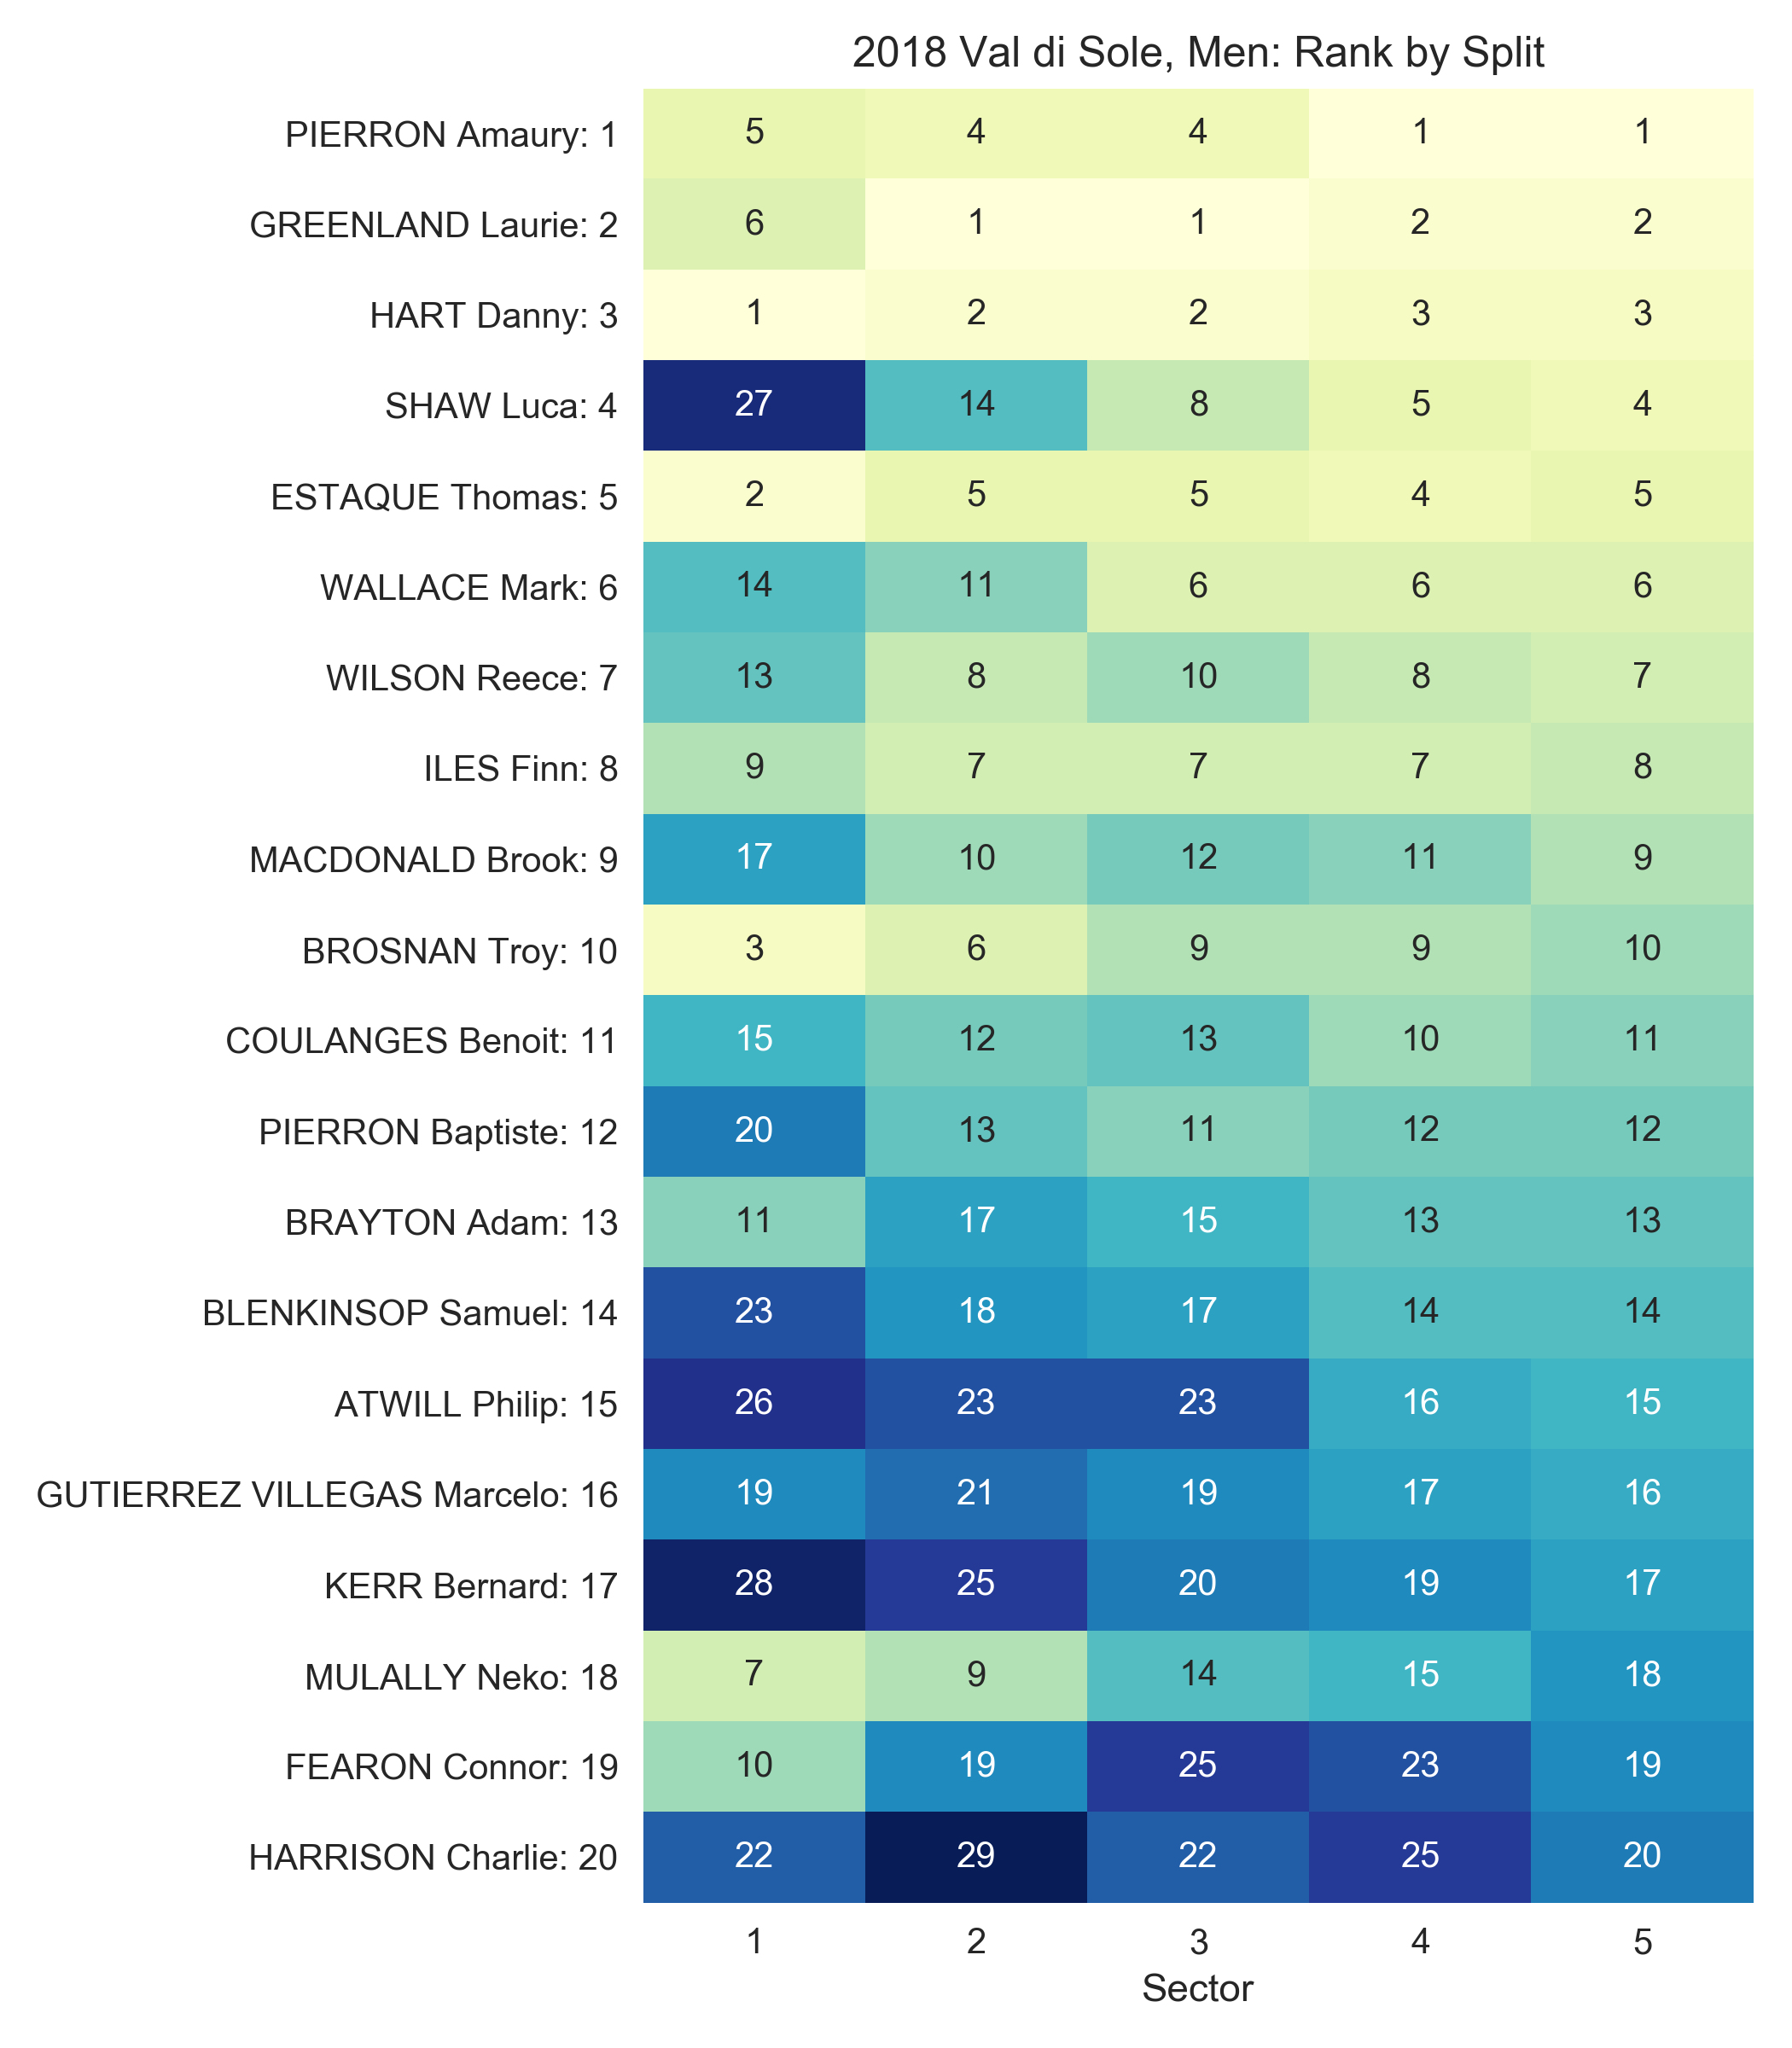 2018 Val di Sole, Men: Rank by Split
PIERRON Amaury: 1 5 4 4 1 1
GREENLAND Laurie: 2 6 1 1 2 2
HART Danny: 3 1 2 2 3 3
SHAW Luca: 4 27 14 8 5 4
ESTAQUE Thomas: 5 2 5 5 4 5
WALLACE Mark: 6 14 11 6 6 6
WILSON Reece: 7 13 8 10 8 7
ILES Finn: 8 9 7 7 7 8
MACDONALD Brook: 9 17 10 12 11 9
BROSNAN Troy: 10 3 6 9 9 10
COULANGES Benoit: 11 15 12 13 10 11
PIERRON Baptiste: 12 20 13 11 12 12
BRAYTON Adam: 13 11 17 15 13 13
BLENKINSOP Samuel: 14 23 18 17 14 14
ATWILL Philip: 15 26 23 23 16 15
GUTIERREZ VILLEGAS Marcelo: 16 19 21 19 17 16
KERR Bernard: 17 28 25 20 19 17
MULALLY Neko: 18 7 9 14 15 18
FEARON Connor: 19 10 19 25 23 19
HARRISON Charlie: 20 22 29 22 25 20
1 2 3 4 5
Sector